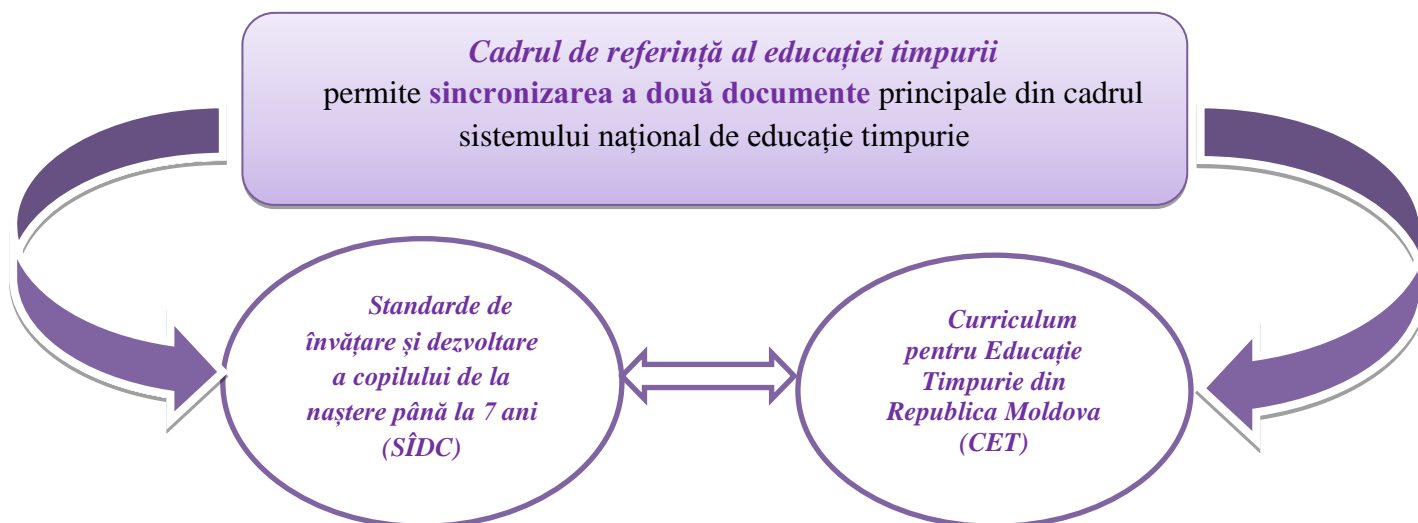 Cadrul de referință al educației timpurii
permite sincronizarea a două documente principale din cadrul
sistemului național de educație timpurie
Standarde de
învățare și dezvoltare
a copilului de la
naștere până la 7 ani
(SÎDC)
Curriculum
pentru Educație
Timpurie din
Republica Moldova
(CET)